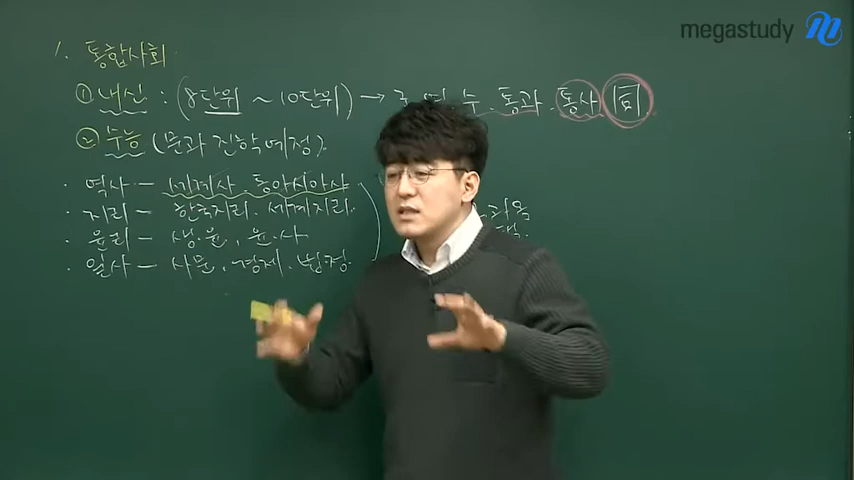 megastudy
1. 통합사회
① 내신 : (8단위 ~ 10단위) → 국 영 수 . 통과 . 통사
② 수능 (문과 진학예정)
· 역사 - 세계사 . 동아시아사
· 지리 - 한국지리 . 세계지리 . 과목
· 윤리 - 생.윤 , 윤.사
· 일사 - 사문 , 경제 . 법정